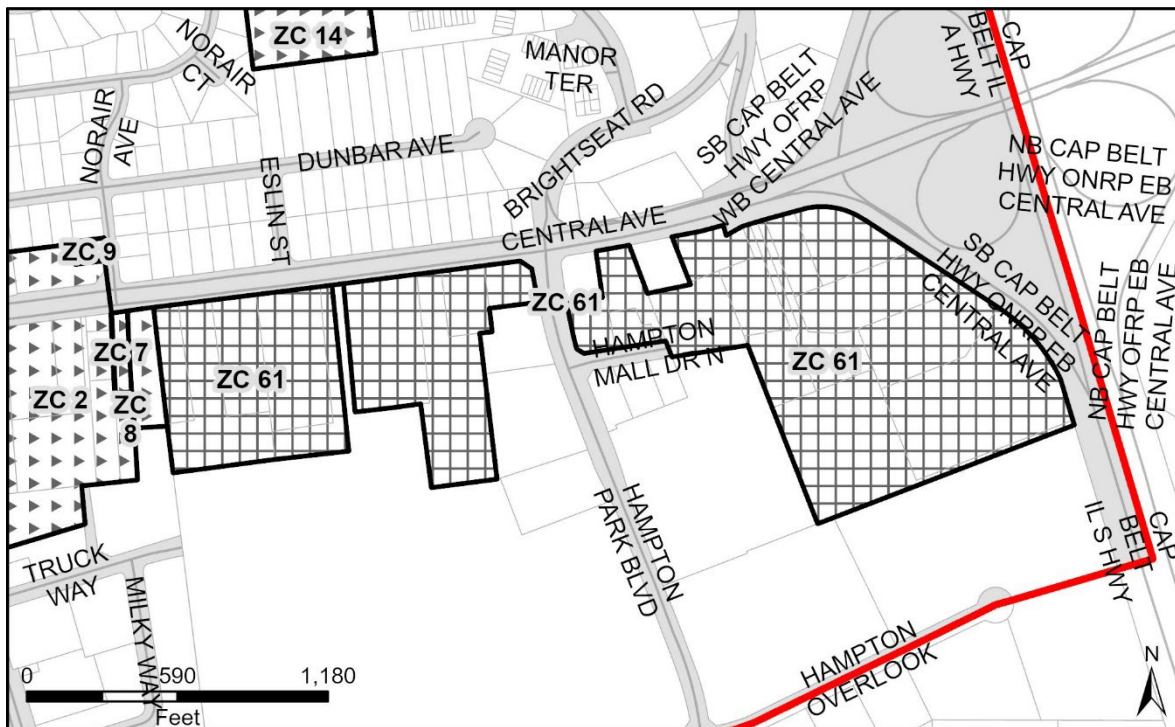 ZC 14
NORAIR
CT
MANOR
TER
CAP
BELT IL
A HWY
NORAIR
AVE
DUNBAR AVE
ESLIN ST
BRIGHTSEAT RD
SB CAP BELT
HWY OFRP
WB CENTRAL AVE
NB CAP BELT
HWY ONRP EB
CENTRAL AVE
CENTRAL AVE
ZC 9
SB CAP BELT
HWY ONRP EB
CENTRAL AVE
NB CAP BELT
HWY OFRP EB
CENTRAL AVE
ZC 61
ZC 7
HAMPTON
MALL DR N
ZC 61
ZC 61
ZC 2
ZC
8
HAMPTON
PARK BLVD
CAP
BELT
IL S HWY
TRUCK
WAY
MILKY WAY
HAMPTON
OVERLOOK
0
590
1,180
Feet
N